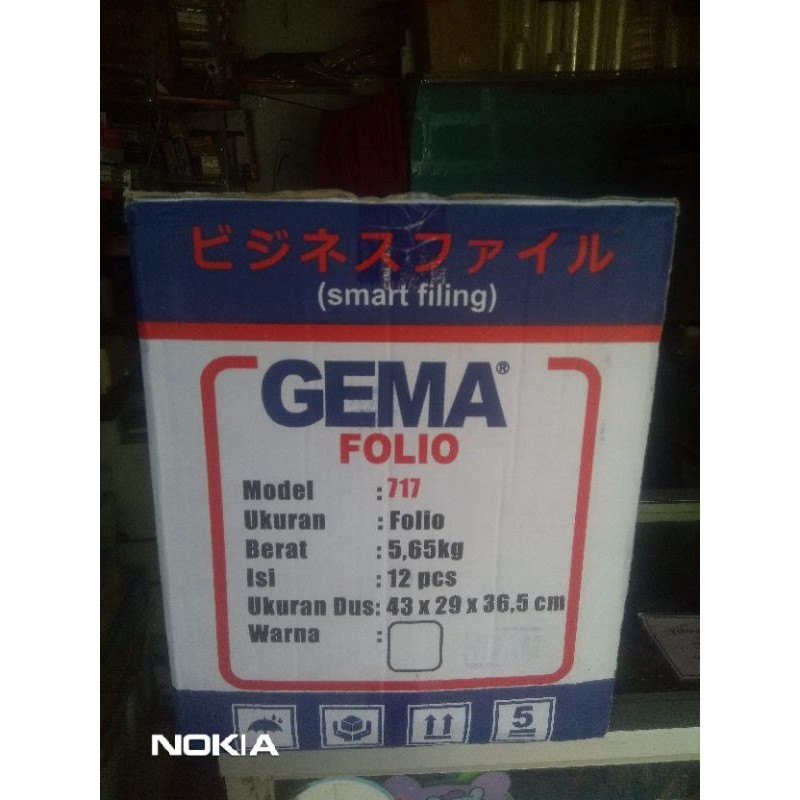 ビジネスファイル
(smart filing)
GEMA®
FOLIO
Model : 717
Ukuran : Folio
Berat : 5,65kg
Isi : 12 pcs
Ukuran Dus: 43 x 29 x 36,5 cm
Warna :
5
NOKIA